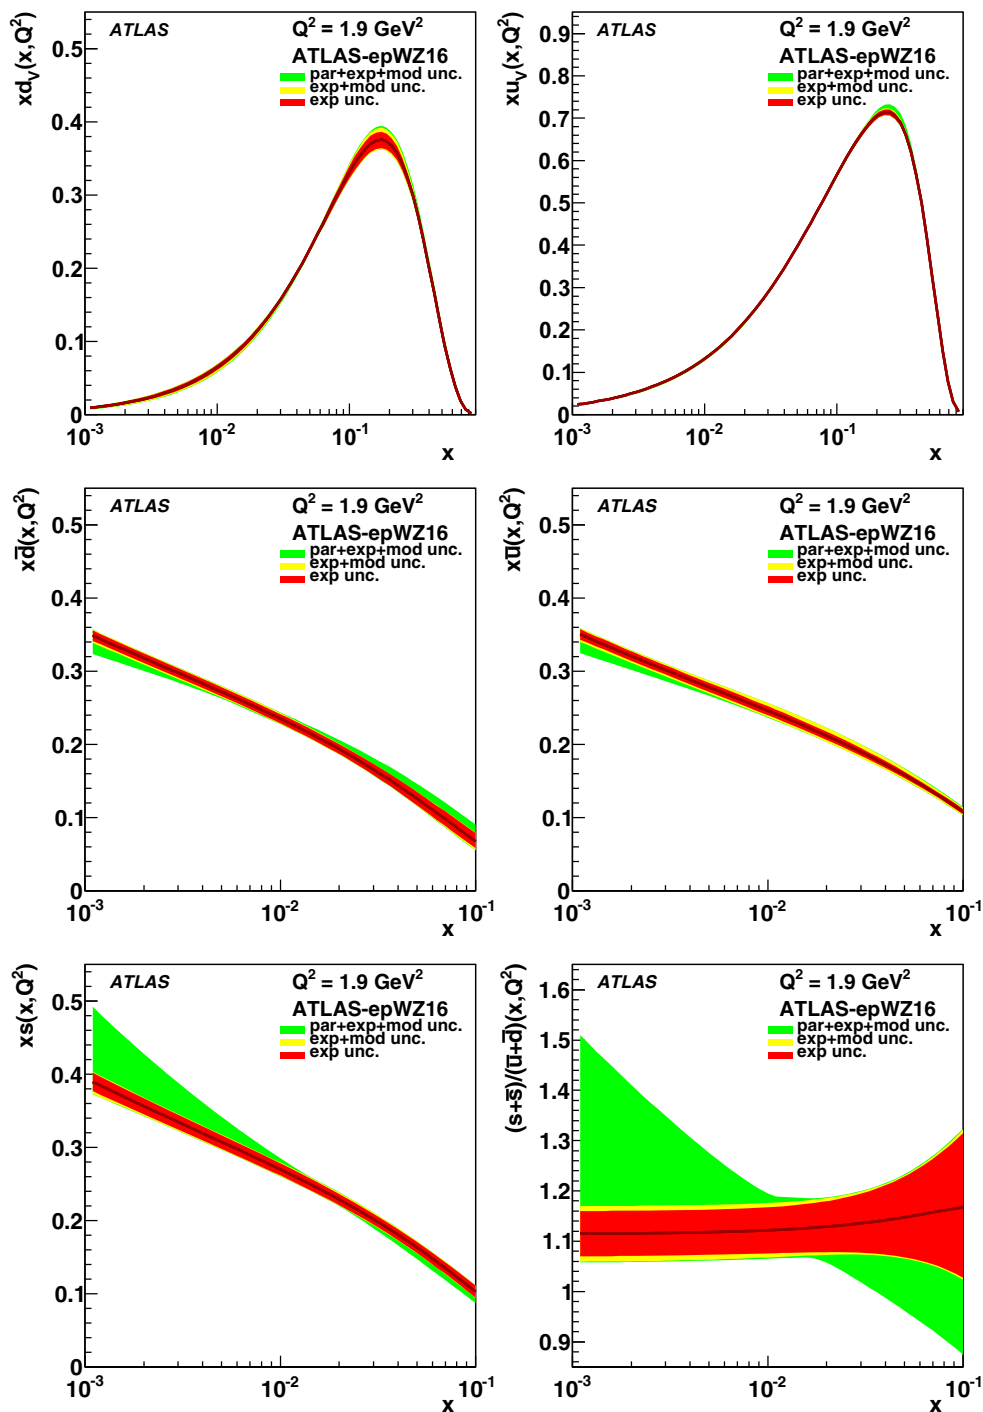 xd_V(x,Q²)
ATLAS
Q² = 1.9 GeV²
ATLAS-epWZ16
par+exp+mod unc.
exp+mod unc.
exp unc.
0.5
0.4
0.3
0.2
0.1
0
10⁻³ 10⁻² 10⁻¹
x
xu_V(x,Q²)
ATLAS
Q² = 1.9 GeV²
ATLAS-epWZ16
par+exp+mod unc.
exp+mod unc.
exp unc.
0.9
0.8
0.7
0.6
0.5
0.4
0.3
0.2
0.1
0
10⁻³ 10⁻² 10⁻¹
x
xd̅(x,Q²)
ATLAS
Q² = 1.9 GeV²
ATLAS-epWZ16
par+exp+mod unc.
exp+mod unc.
exp unc.
0.5
0.4
0.3
0.2
0.1
0
10⁻³ 10⁻² 10⁻¹
x
xu̅(x,Q²)
ATLAS
Q² = 1.9 GeV²
ATLAS-epWZ16
par+exp+mod unc.
exp+mod unc.
exp unc.
0.5
0.4
0.3
0.2
0.1
0
10⁻³ 10⁻² 10⁻¹
x
xs(x,Q²)
ATLAS
Q² = 1.9 GeV²
ATLAS-epWZ16
par+exp+mod unc.
exp+mod unc.
exp unc.
0.5
0.4
0.3
0.2
0.1
0
10⁻³ 10⁻² 10⁻¹
x
(s+s̅)/(u̅+d̅)(x,Q²)
ATLAS
Q² = 1.9 GeV²
ATLAS-epWZ16
par+exp+mod unc.
exp+mod unc.
exp unc.
1.6
1.5
1.4
1.3
1.2
1.1
1
0.9
10⁻³ 10⁻² 10⁻¹
x